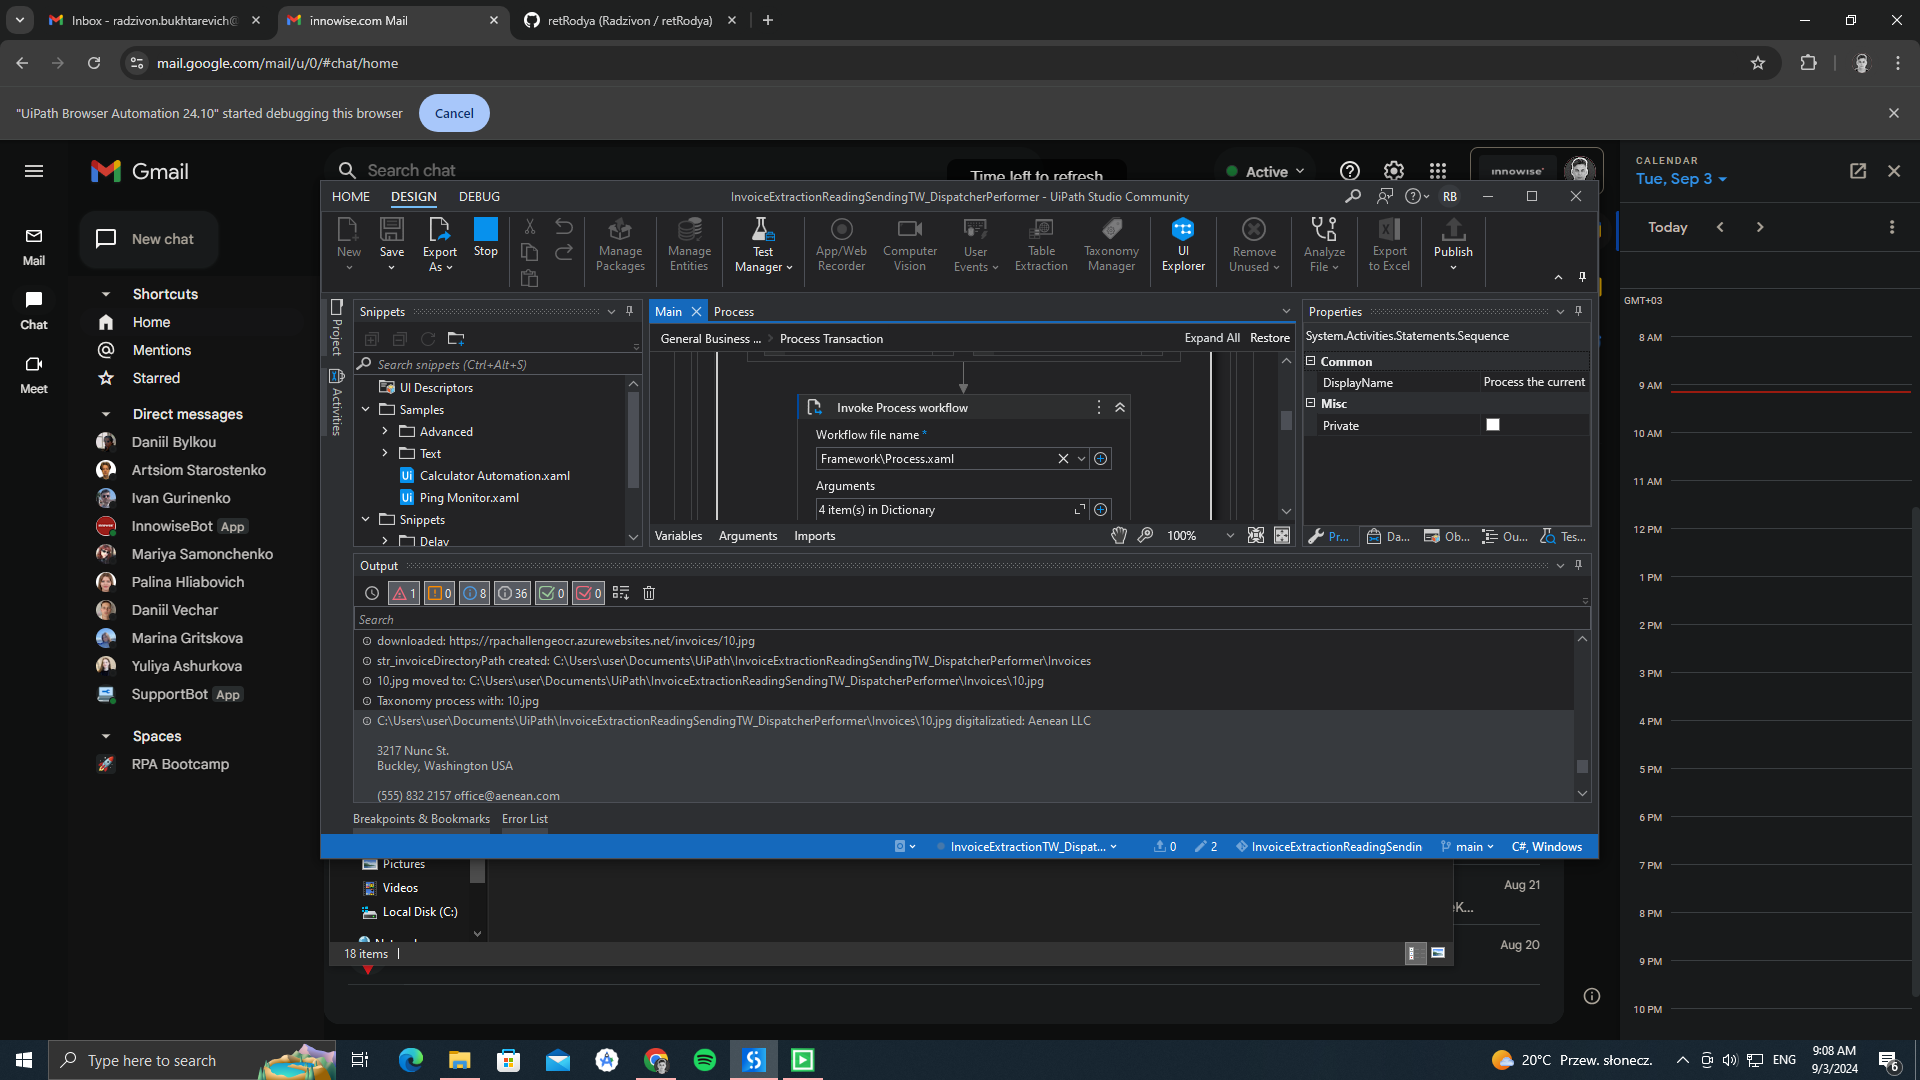 Inbox - radzivon.bukhtarevich@
innowise.com Mail
retRodya (Radzivon / retRodya)
mail.google.com/mail/u/0/#chat/home
"UiPath Browser Automation 24.10" started debugging this browser
Cancel
Gmail
Search chat
Time left to refresh
Active
innowise
CALENDAR
Tue, Sep 3
Today
GMT+03
8 AM
9 AM
10 AM
11 AM
12 PM
1 PM
2 PM
3 PM
4 PM
5 PM
6 PM
7 PM
8 PM
9 PM
10 PM
Mail
Chat
Meet
New chat
Shortcuts
Home
Mentions
Starred
Direct messages
Daniil Bylkou
Artsiom Starostenko
Ivan Gurinenko
InnowiseBot App
Mariya Samonchenko
Palina Hliabovich
Daniil Vechar
Marina Gritskova
Yuliya Ashurkova
SupportBot App
Spaces
RPA Bootcamp
HOME
DESIGN
DEBUG
InvoiceExtractionReadingSendingTW_DispatcherPerformer - UiPath Studio Community
RB
New
Save
Export As
Stop
Manage Packages
Manage Entities
Test Manager
App/Web Recorder
Computer Vision
User Events
Table Extraction
Taxonomy Manager
UI Explorer
Remove Unused
Analyze File
Export to Excel
Publish
Project
Activities
Snippets
Search snippets (Ctrl+Alt+S)
UI Descriptors
Samples
Advanced
Text
Calculator Automation.xaml
Ping Monitor.xaml
Snippets
Delay
Main
Process
General Business ...
Process Transaction
Expand All
Restore
Invoke Process workflow
Workflow file name *
Framework\Process.xaml
Arguments
4 item(s) in Dictionary
Variables
Arguments
Imports
100%
Properties
System.Activities.Statements.Sequence
Common
DisplayName
Process the current
Misc
Private
Pr...
Da...
Ob...
Ou...
Tes...
Output
1
0
8
36
0
0
Search
downloaded: https://rpachallengeocr.azurewebsites.net/invoices/10.jpg
str_invoiceDirectoryPath created: C:\Users\user\Documents\UiPath\InvoiceExtractionReadingSendingTW_DispatcherPerformer\Invoices
10.jpg moved to: C:\Users\user\Documents\UiPath\InvoiceExtractionReadingSendingTW_DispatcherPerformer\Invoices\10.jpg
Taxonomy process with: 10.jpg
C:\Users\user\Documents\UiPath\InvoiceExtractionReadingSendingTW_DispatcherPerformer\Invoices\10.jpg digitalizatied: Aenean LLC
3217 Nunc St.
Buckley, Washington USA
(555) 832 2157 office@aenean.com
Breakpoints & Bookmarks
Error List
InvoiceExtractionTW_Dispat...
0
2
InvoiceExtractionReadingSendin
main
C#, Windows
Pictures
Videos
Local Disk (C:)
18 items
Aug 21
eK...
Aug 20
Type here to search
20°C Przew. słonecz.
ENG
9:08 AM
9/3/2024
6